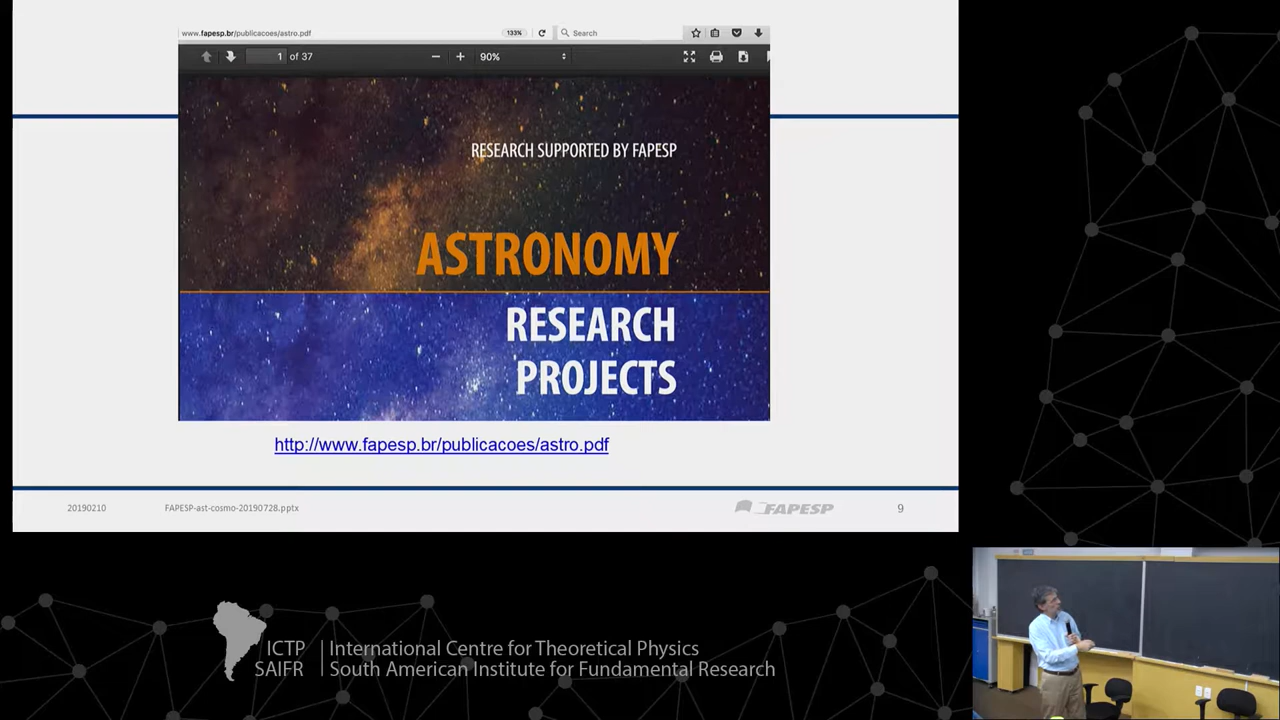 www.fapesp.br/publicacoes/astro.pdf 133% Search
1 of 37 90%
RESEARCH SUPPORTED BY FAPESP
ASTRONOMY
RESEARCH
PROJECTS
http://www.fapesp.br/publicacoes/astro.pdf
20190210 FAPESP-ast-cosmo-20190728.pptx FAPESP 9
ICTP International Centre for Theoretical Physics
SAIFR South American Institute for Fundamental Research